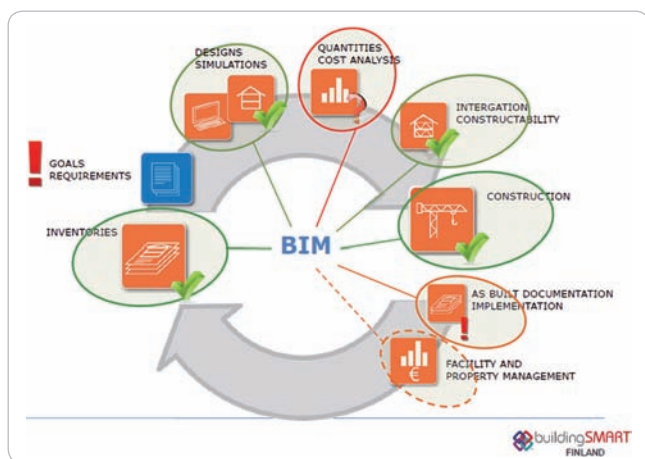 DESIGNS
SIMULATIONS
QUANTITIES
COST ANALYSIS
INTERGATION
CONSTRUCTABILITY
!
GOALS
REQUIREMENTS
CONSTRUCTION
INVENTORIES
BIM
AS BUILT DOCUMENTATION
IMPLEMENTATION
!
FACILITY AND
PROPERTY MANAGEMENT
€
buildingSMART
FINLAND